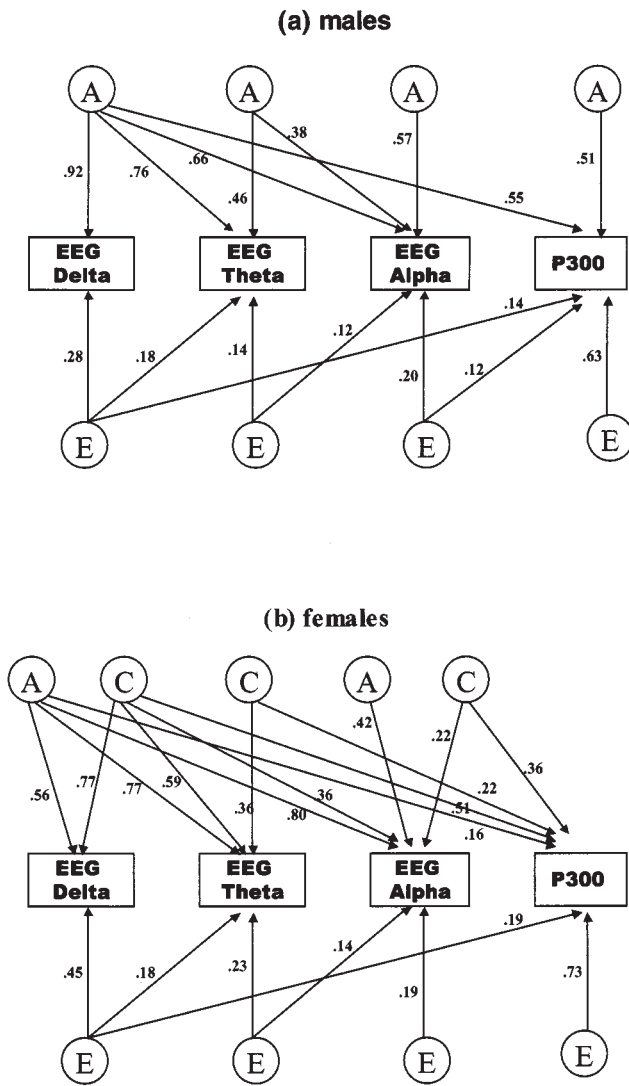 (a) males
A A A A
.38
.57
.92 .76 .66 .46 .51
.55
EEG Delta
EEG Theta
EEG Alpha
P300
.14
.28 .18 .14 .12 .20 .12 .63
E E E E
(b) females
A C C A C
.42 .22
.56 .77 .77 .59 .36 .80 .36 .22 .51 .16 .36
EEG Delta
EEG Theta
EEG Alpha
P300
.19
.45 .18 .23 .14 .19 .73
E E E E